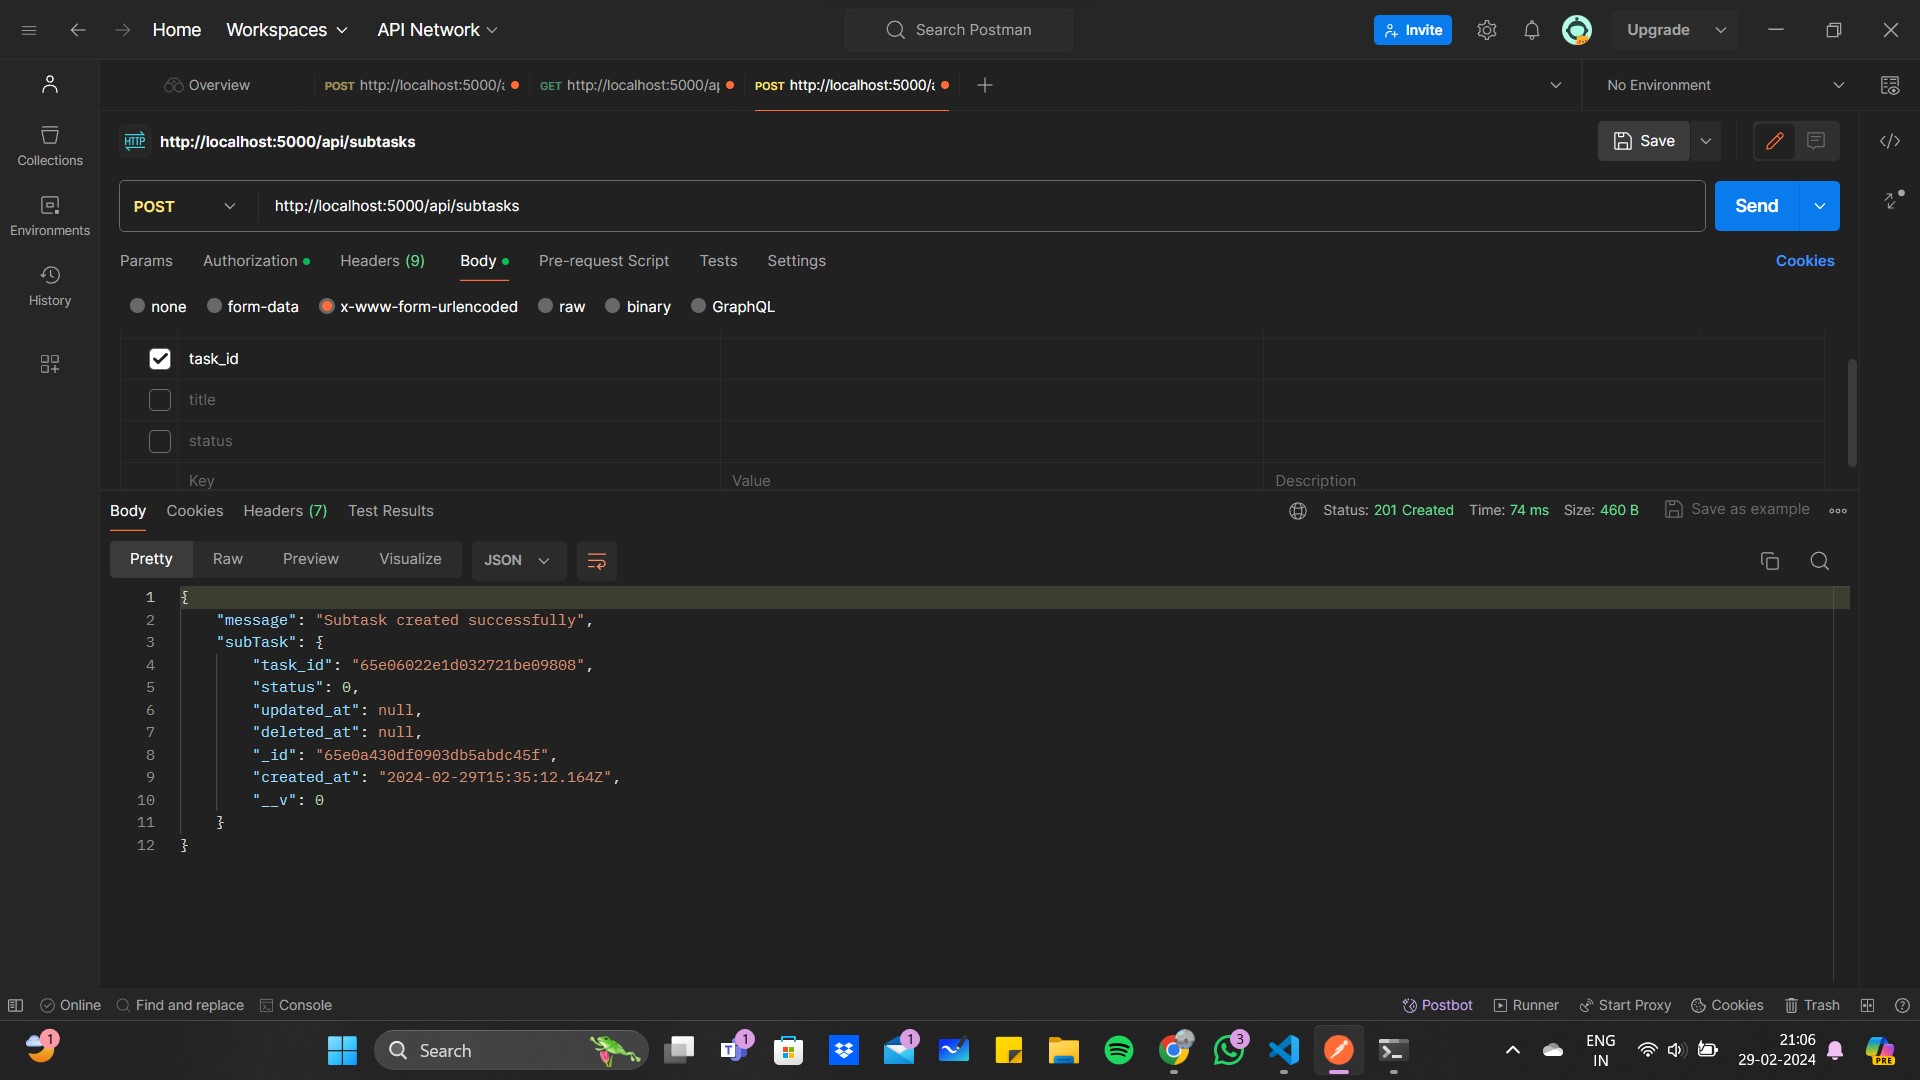 Home Workspaces API Network Search Postman Invite Upgrade
Overview POST http://localhost:5000/a GET http://localhost:5000/ap POST http://localhost:5000/a No Environment
HTTP http://localhost:5000/api/subtasks Save
Collections
POST http://localhost:5000/api/subtasks Send
Environments
Params Authorization Headers (9) Body Pre-request Script Tests Settings Cookies
History
none form-data x-www-form-urlencoded raw binary GraphQL
task_id
title
status
Key Value Description
Body Cookies Headers (7) Test Results Status: 201 Created Time: 74 ms Size: 460 B Save as example
Pretty Raw Preview Visualize JSON
1 {
2 "message": "Subtask created successfully",
3 "subTask": {
4 "task_id": "65e06022e1d032721be09808",
5 "status": 0,
6 "updated_at": null,
7 "deleted_at": null,
8 "_id": "65e0a430df0903db5abdc45f",
9 "created_at": "2024-02-29T15:35:12.164Z",
10 "__v": 0
11 }
12 }
Online Find and replace Console Postbot Runner Start Proxy Cookies Trash
1 Search 1 1 3 ENG 21:06
IN 29-02-2024 PRE